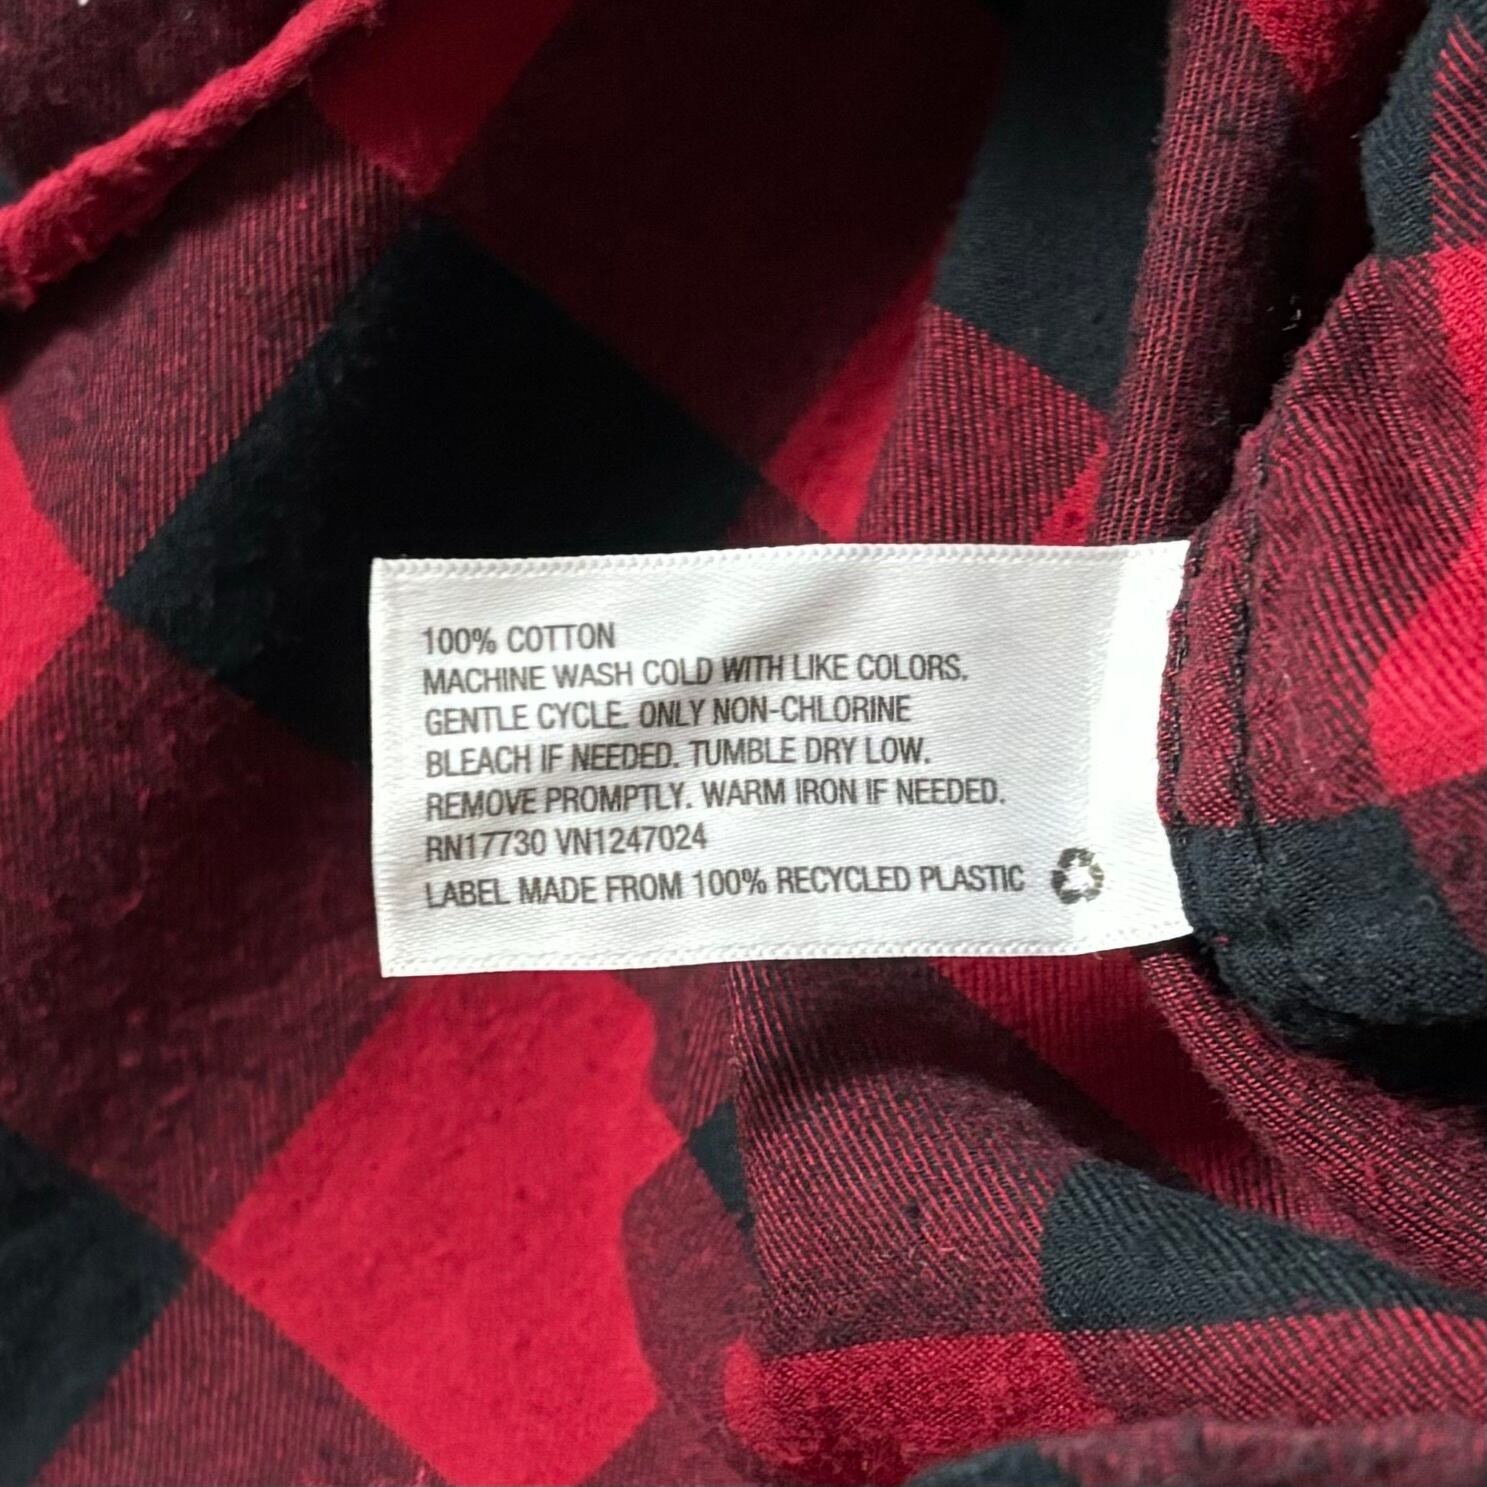 100% COTTON
MACHINE WASH COLD WITH LIKE COLORS.
GENTLE CYCLE. ONLY NON-CHLORINE
BLEACH IF NEEDED. TUMBLE DRY LOW.
REMOVE PROMPTLY. WARM IRON IF NEEDED.
RN17730 VN1247024
LABEL MADE FROM 100% RECYCLED PLASTIC